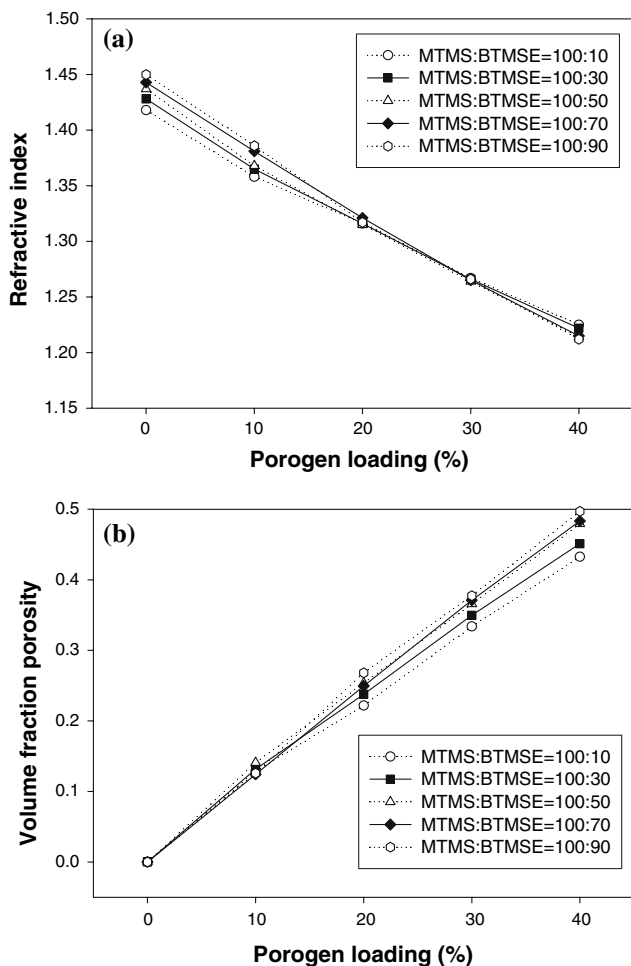 (a)
1.50
1.45
1.40
1.35
1.30
1.25
1.20
1.15
Refractive index
MTMS:BTMSE=100:10
MTMS:BTMSE=100:30
MTMS:BTMSE=100:50
MTMS:BTMSE=100:70
MTMS:BTMSE=100:90
0 10 20 30 40
Porogen loading (%)
(b)
0.5
0.4
0.3
0.2
0.1
0.0
Volume fraction porosity
MTMS:BTMSE=100:10
MTMS:BTMSE=100:30
MTMS:BTMSE=100:50
MTMS:BTMSE=100:70
MTMS:BTMSE=100:90
0 10 20 30 40
Porogen loading (%)